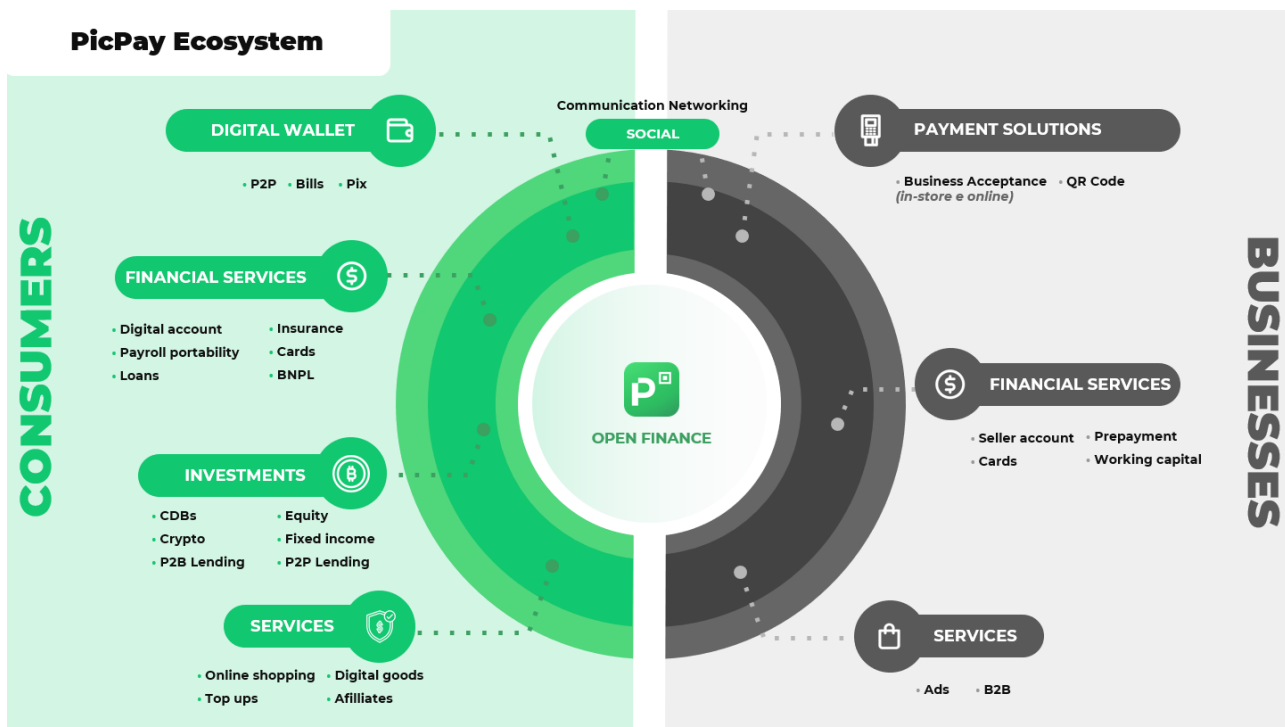 PicPay Ecosystem
CONSUMERS
DIGITAL WALLET
• P2P • Bills • Pix
FINANCIAL SERVICES
• Digital account • Insurance
• Payroll portability • Cards
• Loans • BNPL
INVESTMENTS
• CDBs • Equity
• Crypto • Fixed income
• P2B Lending • P2P Lending
SERVICES
• Online shopping • Digital goods
• Top ups • Afilliates
Communication Networking
SOCIAL
P
OPEN FINANCE
PAYMENT SOLUTIONS
• Business Acceptance • QR Code
(in-store e online)
FINANCIAL SERVICES
• Seller account • Prepayment
• Cards • Working capital
SERVICES
• Ads • B2B
BUSINESSES